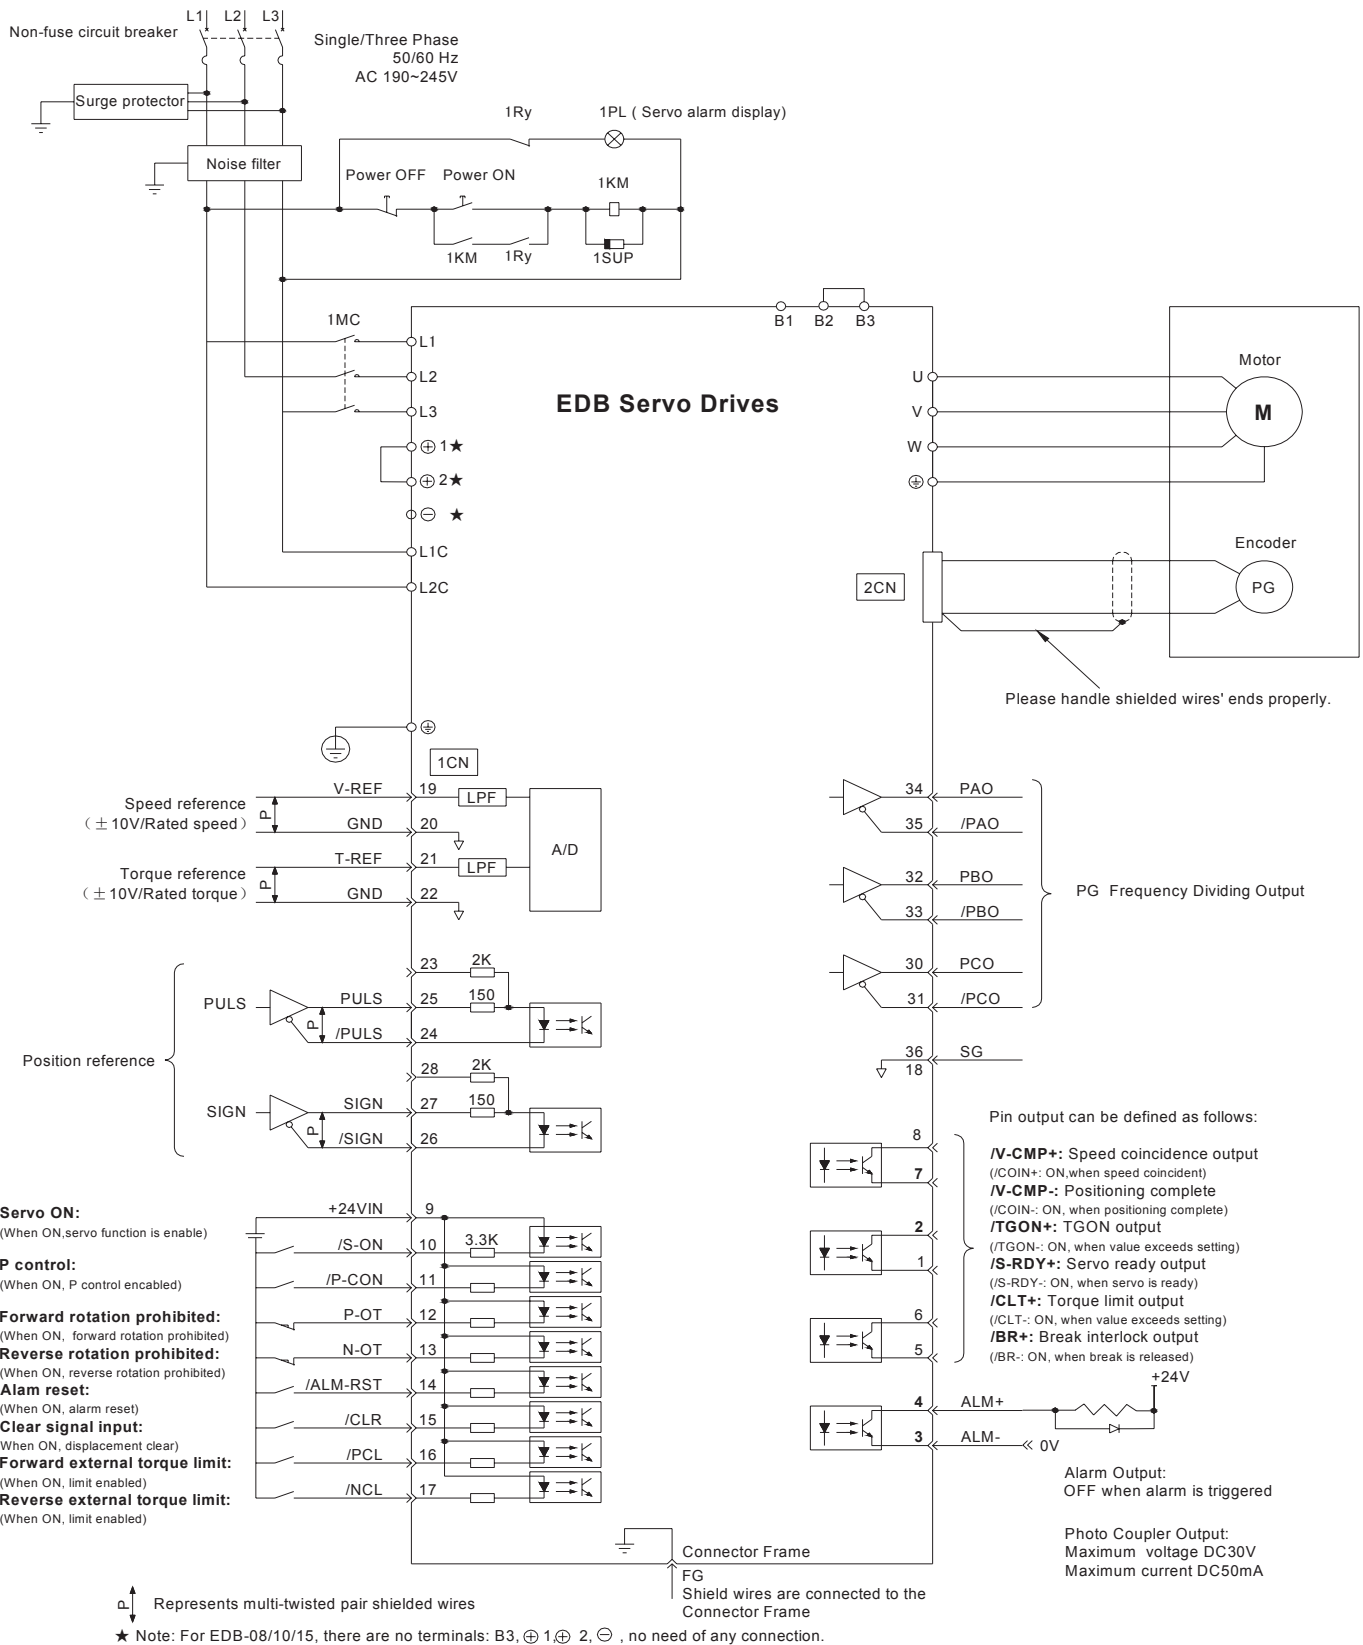 L1 L2 L3
Non-fuse circuit breaker
Single/Three Phase
50/60 Hz
AC 190~245V
Surge protector
1Ry
1PL ( Servo alarm display)
Noise filter
Power OFF
Power ON
1KM
1KM
1Ry
1SUP
B1 B2 B3
1MC
L1
L2
L3
EDB Servo Drives
⊕ 1★
⊕ 2★
⊖ ★
L1C
L2C
U
V
W
Motor
M
Encoder
PG
2CN
Please handle shielded wires' ends properly.
1CN
Speed reference
( ±10V/Rated speed )
P
V-REF 19 LPF
GND 20
A/D
Torque reference
( ±10V/Rated torque )
P
T-REF 21 LPF
GND 22
Position reference
23 2K
PULS
P
PULS 25 150
/PULS 24
28 2K
SIGN
P
SIGN 27 150
/SIGN 26
34 PAO
35 /PAO
32 PBO
33 /PBO
30 PCO
31 /PCO
PG Frequency Dividing Output
36 SG
18
8
7
2
1
6
5
Pin output can be defined as follows:
/V-CMP+: Speed coincidence output
(/COIN+: ON,when speed coincident)
/V-CMP-: Positioning complete
(/COIN-: ON, when positioning complete)
/TGON+: TGON output
(/TGON-: ON, when value exceeds setting)
/S-RDY+: Servo ready output
(/S-RDY-: ON, when servo is ready)
/CLT+: Torque limit output
(/CLT-: ON, when value exceeds setting)
/BR+: Break interlock output
(/BR-: ON, when break is released)
+24V
4 ALM+
3 ALM- 0V
Alarm Output:
OFF when alarm is triggered
Photo Coupler Output:
Maximum voltage DC30V
Maximum current DC50mA
Servo ON:
(When ON,servo function is enable)
P control:
(When ON, P control encabled)
Forward rotation prohibited:
(When ON, forward rotation prohibited)
Reverse rotation prohibited:
(When ON, reverse rotation prohibited)
Alam reset:
(When ON, alarm reset)
Clear signal input:
When ON, displacement clear)
Forward external torque limit:
(When ON, limit enabled)
Reverse external torque limit:
(When ON, limit enabled)
+24VIN 9
/S-ON 10 3.3K
/P-CON 11
P-OT 12
N-OT 13
/ALM-RST 14
/CLR 15
/PCL 16
/NCL 17
Connector Frame
FG
Shield wires are connected to the
Connector Frame
P Represents multi-twisted pair shielded wires
★ Note: For EDB-08/10/15, there are no terminals: B3, ⊕ 1,⊕ 2, ⊖ , no need of any connection.